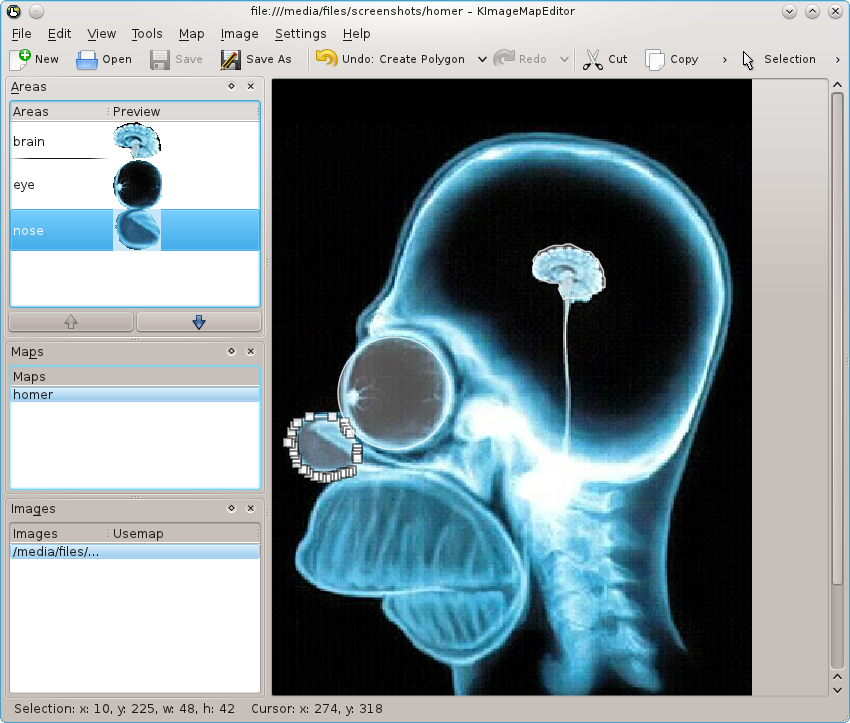 file:///media/files/screenshots/homer – KImageMapEditor
File Edit View Tools Map Image Settings Help
New Open Save Save As Undo: Create Polygon Redo Cut Copy Selection
Areas
Areas Preview
brain
eye
nose
Maps
Maps
homer
Images
Images Usemap
/media/files/...
Selection: x: 10, y: 225, w: 48, h: 42 Cursor: x: 274, y: 318